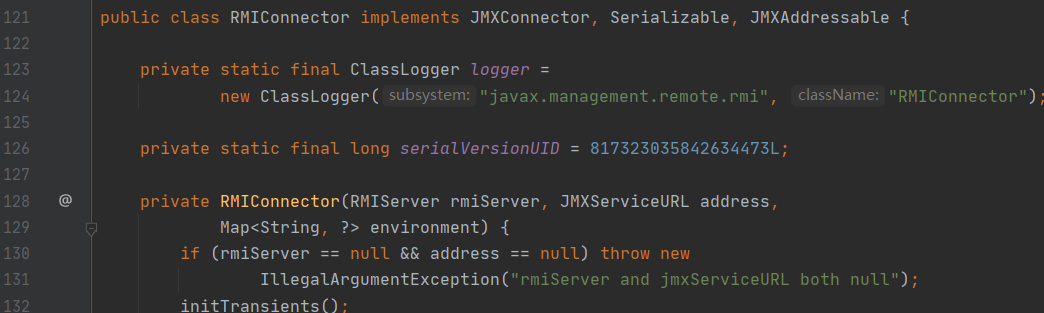 121 public class RMIConnector implements JMXConnector, Serializable, JMXAddressable {
122
123 private static final ClassLogger logger =
124 new ClassLogger( subsystem: "javax.management.remote.rmi", className: "RMIConnector");
125
126 private static final long serialVersionUID = 817323035842634473L;
127
128 @ private RMIConnector(RMIServer rmiServer, JMXServiceURL address,
129 Map<String, ?> environment) {
130 if (rmiServer == null && address == null) throw new
131 IllegalArgumentException("rmiServer and jmxServiceURL both null");
132 initTransients();